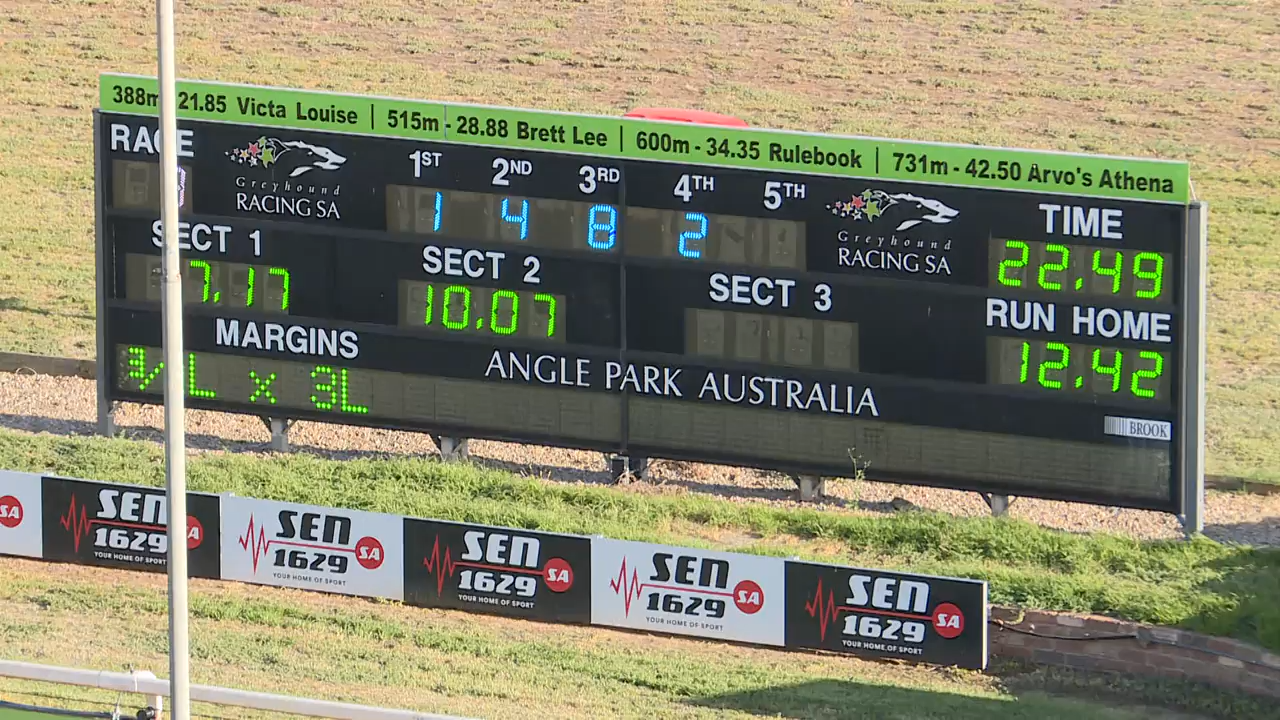 388m 21.85 Victa Louise | 515m - 28.88 Brett Lee | 600m - 34.35 Rulebook | 731m - 42.50 Arvo's Athena
RACE
Greyhound
RACING SA
1ST 2ND 3RD 4TH 5TH
1 4 8 2
Greyhound
RACING SA
TIME
22.49
SECT 1
7.17
SECT 2
10.07
SECT 3
RUN HOME
12.42
MARGINS
3/ L x 3L
ANGLE PARK AUSTRALIA
BROOK
SA
SEN
1629 SA
YOUR HOME OF SPORT
SEN
1629 SA
YOUR HOME OF SPORT
SEN
1629 SA
YOUR HOME OF SPORT
SEN
1629 SA
YOUR HOME OF SPORT
SEN
1629 SA
YOUR HOME OF SPORT